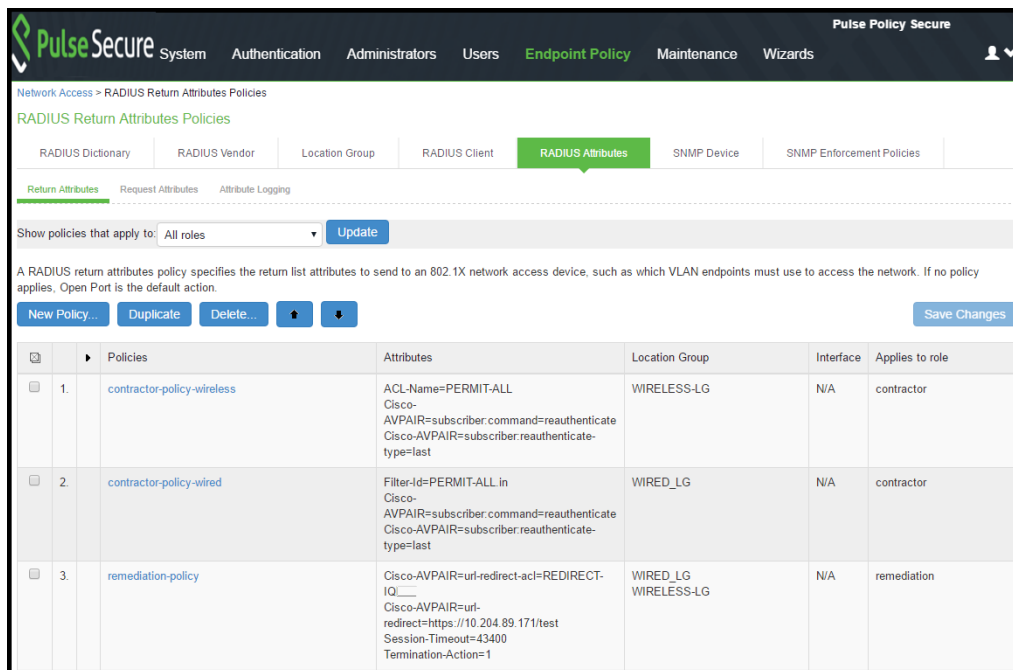 Pulse Policy Secure
Pulse Secure System Authentication Administrators Users Endpoint Policy Maintenance Wizards
Network Access > RADIUS Return Attributes Policies
RADIUS Return Attributes Policies
RADIUS Dictionary RADIUS Vendor Location Group RADIUS Client RADIUS Attributes SNMP Device SNMP Enforcement Policies
Return Attributes Request Attributes Attribute Logging
Show policies that apply to: All roles Update
A RADIUS return attributes policy specifies the return list attributes to send to an 802.1X network access device, such as which VLAN endpoints must use to access the network. If no policy
applies, Open Port is the default action.
New Policy... Duplicate Delete... Save Changes
Policies Attributes Location Group Interface Applies to role
1. contractor-policy-wireless ACL-Name=PERMIT-ALL WIRELESS-LG N/A contractor
Cisco-
AVPAIR=subscriber:command=reauthenticate
Cisco-AVPAIR=subscriber:reauthenticate-
type=last
2. contractor-policy-wired Filter-Id=PERMIT-ALL.in WIRED_LG N/A contractor
Cisco-
AVPAIR=subscriber:command=reauthenticate
Cisco-AVPAIR=subscriber:reauthenticate-
type=last
3. remediation-policy Cisco-AVPAIR=url-redirect-acl=REDIRECT- WIRED_LG N/A remediation
WIRELESS-LG
Cisco-AVPAIR=url-
redirect=https://10.204.89.171/test
Session-Timeout=43400
Termination-Action=1